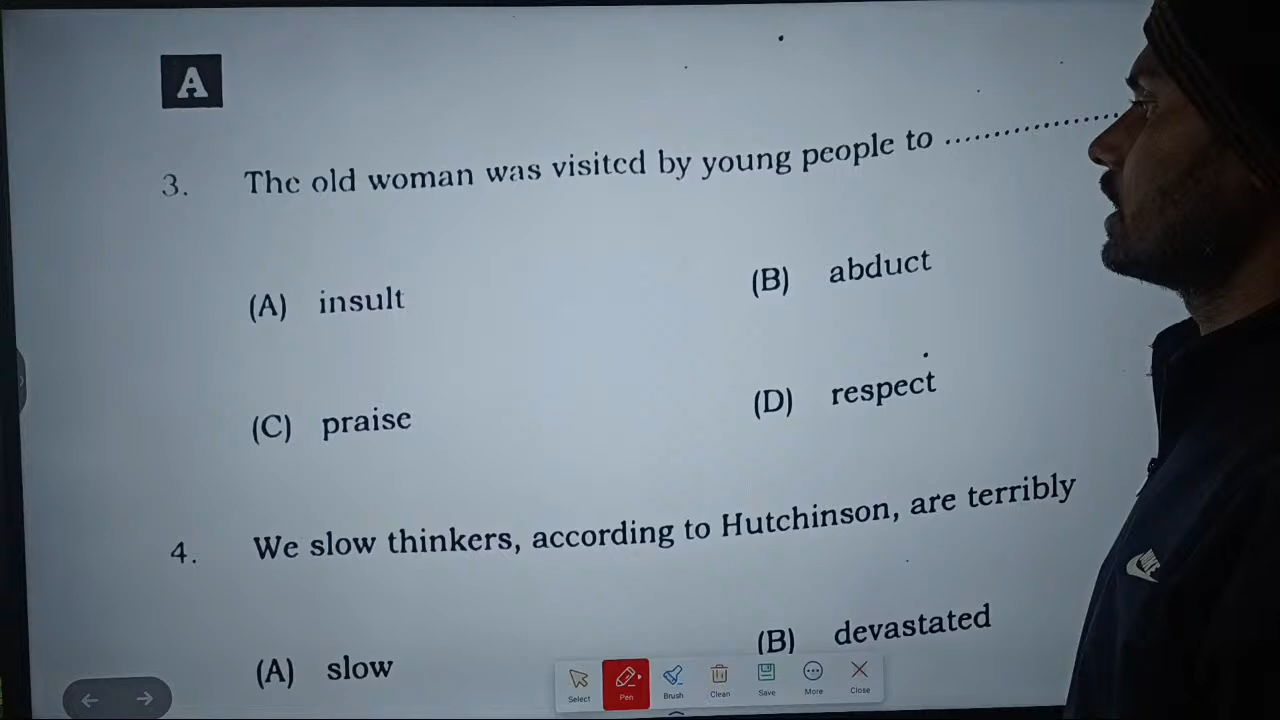 A
3. The old woman was visited by young people to ....................
(A) insult
(B) abduct
(C) praise
(D) respect
4. We slow thinkers, according to Hutchinson, are terribly
(A) slow
(B) devastated
Select Pen Brush Clean Save More Close